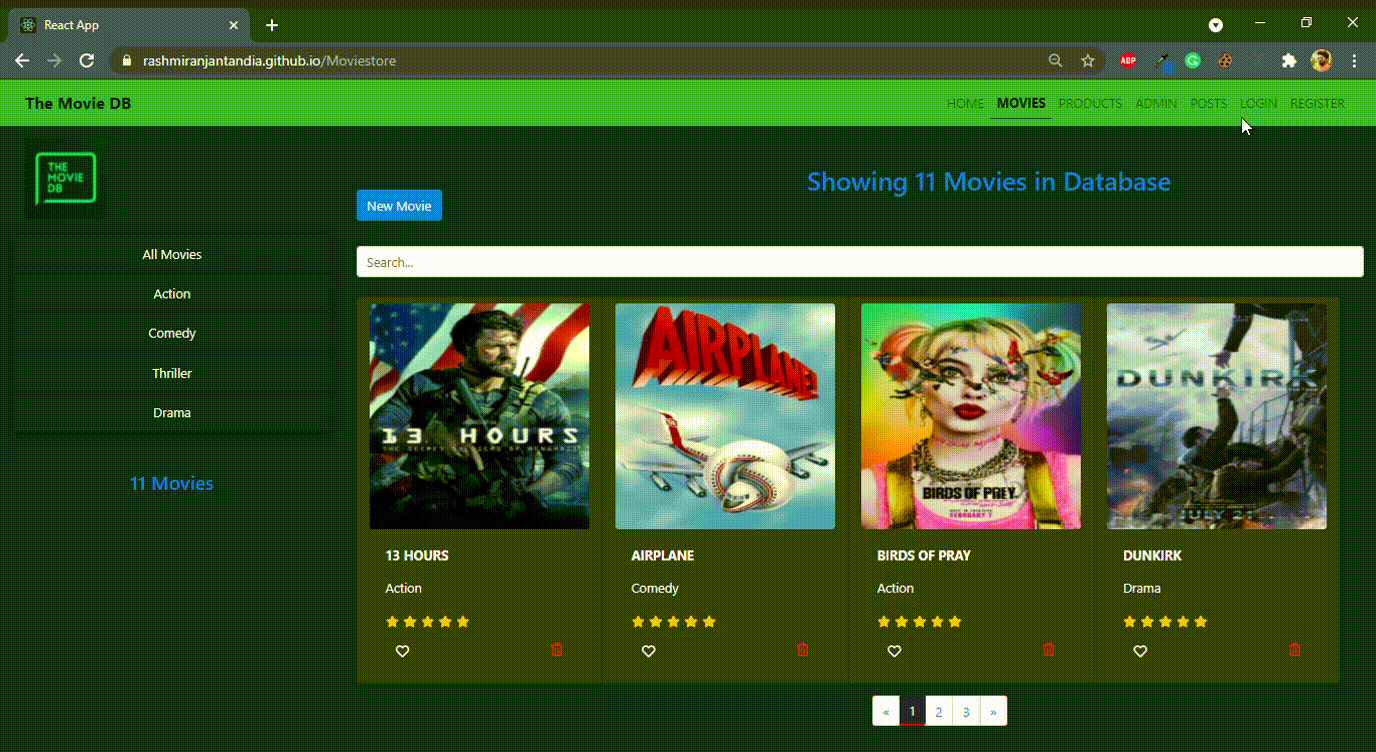 React App
rashmiranjantandia.github.io/Moviestore
ABP
The Movie DB
HOME MOVIES PRODUCTS ADMIN POSTS LOGIN REGISTER
THE
MOVIE
DB
Showing 11 Movies in Database
New Movie
All Movies
Search...
Action
Comedy
Thriller
Drama
11 Movies
13 HOURS
AIRPLANE!
BIRDS OF PREY
FEBRUARY 7
DUNKIRK
JULY 21
13 HOURS
AIRPLANE
BIRDS OF PRAY
DUNKIRK
Action
Comedy
Action
Drama
« 1 2 3 »